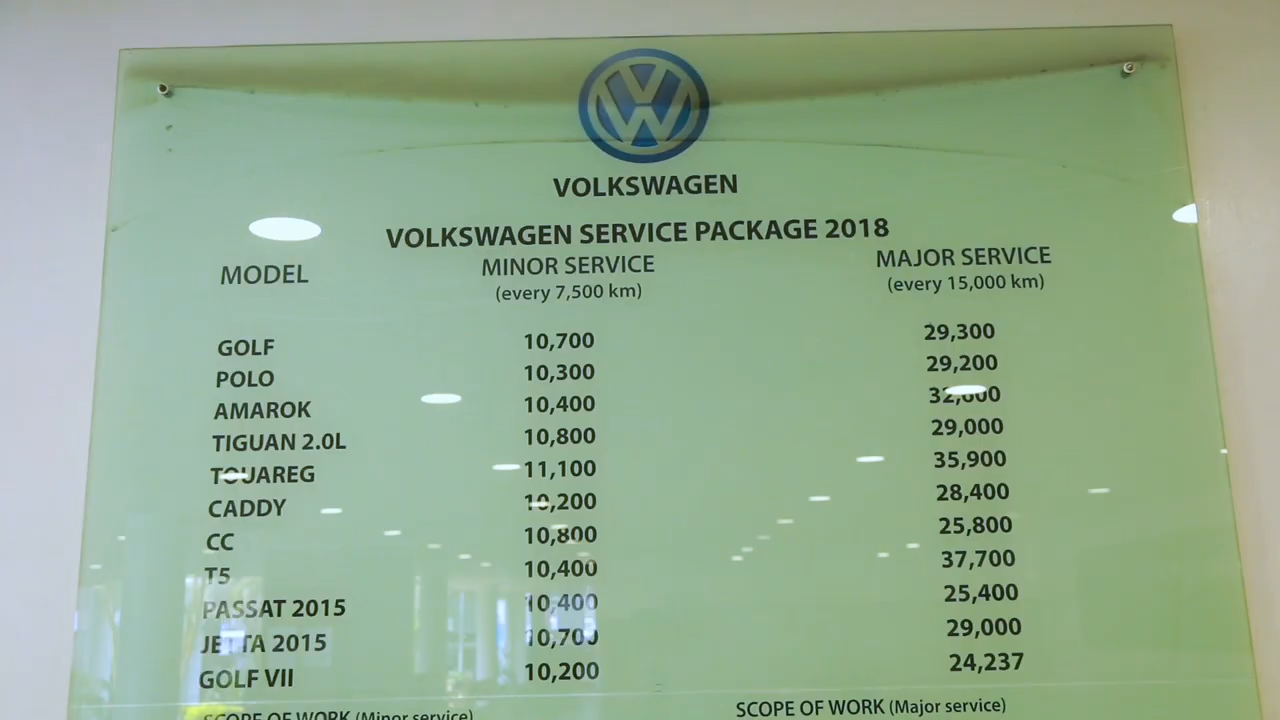 VOLKSWAGEN
VOLKSWAGEN SERVICE PACKAGE 2018
MODEL MINOR SERVICE MAJOR SERVICE
(every 7,500 km) (every 15,000 km)
GOLF 10,700 29,300
POLO 10,300 29,200
AMAROK 10,400 32,600
TIGUAN 2.0L 10,800 29,000
TOUAREG 11,100 35,900
CADDY 10,200 28,400
CC 10,800 25,800
T5 10,400 37,700
PASSAT 2015 10,400 25,400
JETTA 2015 10,700 29,000
GOLF VII 10,200 24,237
SCOPE OF WORK (Minor service) SCOPE OF WORK (Major service)